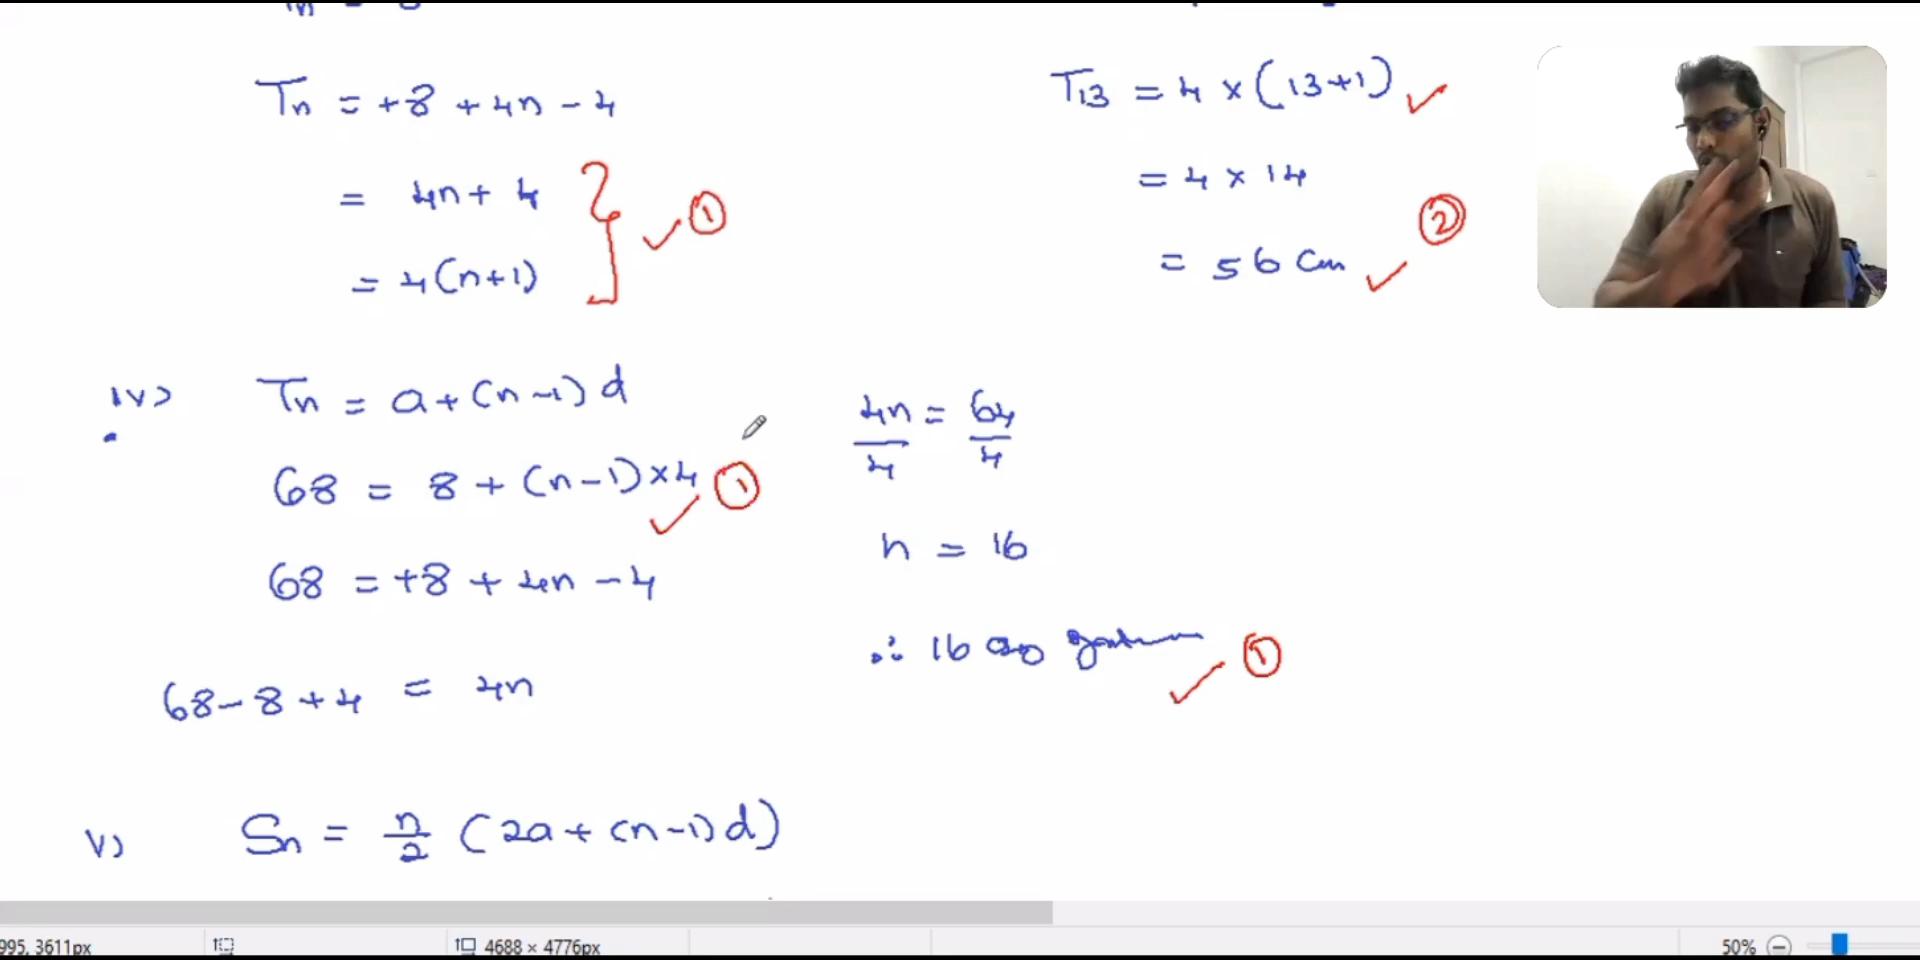 Tn = +8 + 4n - 4
= 4n + 4
= 4(n+1)
①
T13 = 4 × (13+1)
= 4 × 14
= 56 cm
②
iv) Tn = a + (n-1) d
68 = 8 + (n-1)×4
①
68 = +8 + 4n - 4
68 - 8 + 4 = 4n
4n/4 = 64/4
n = 16
∴ 16
①
v) Sn = n/2 (2a + (n-1) d)
995, 3611px
4688 × 4776px
50%